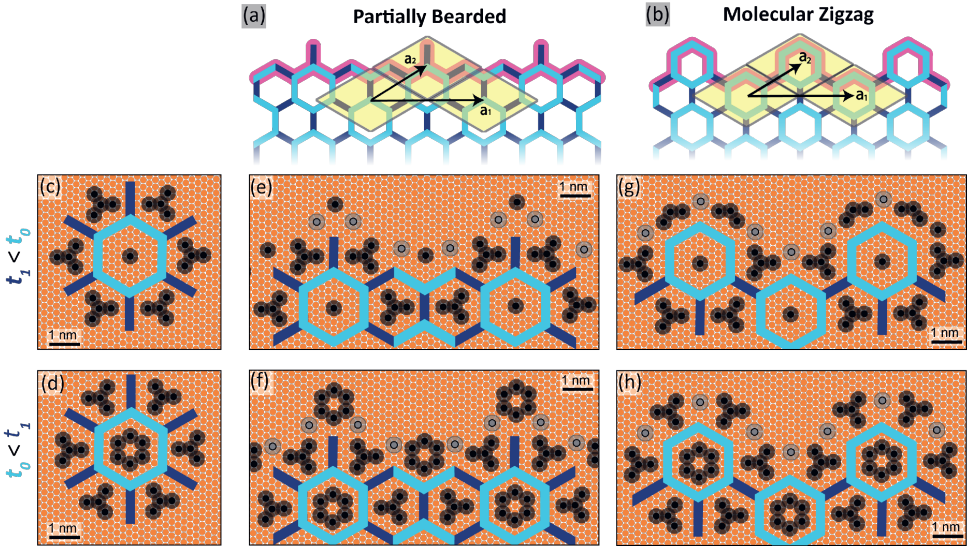 (a) Partially Bearded
(b) Molecular Zigzag
a₂
a₁
a₂
a₁
t₁ < t₀
(c)
1 nm
(e)
1 nm
(g)
1 nm
t₀ < t₁
(d)
1 nm
(f)
1 nm
(h)
1 nm